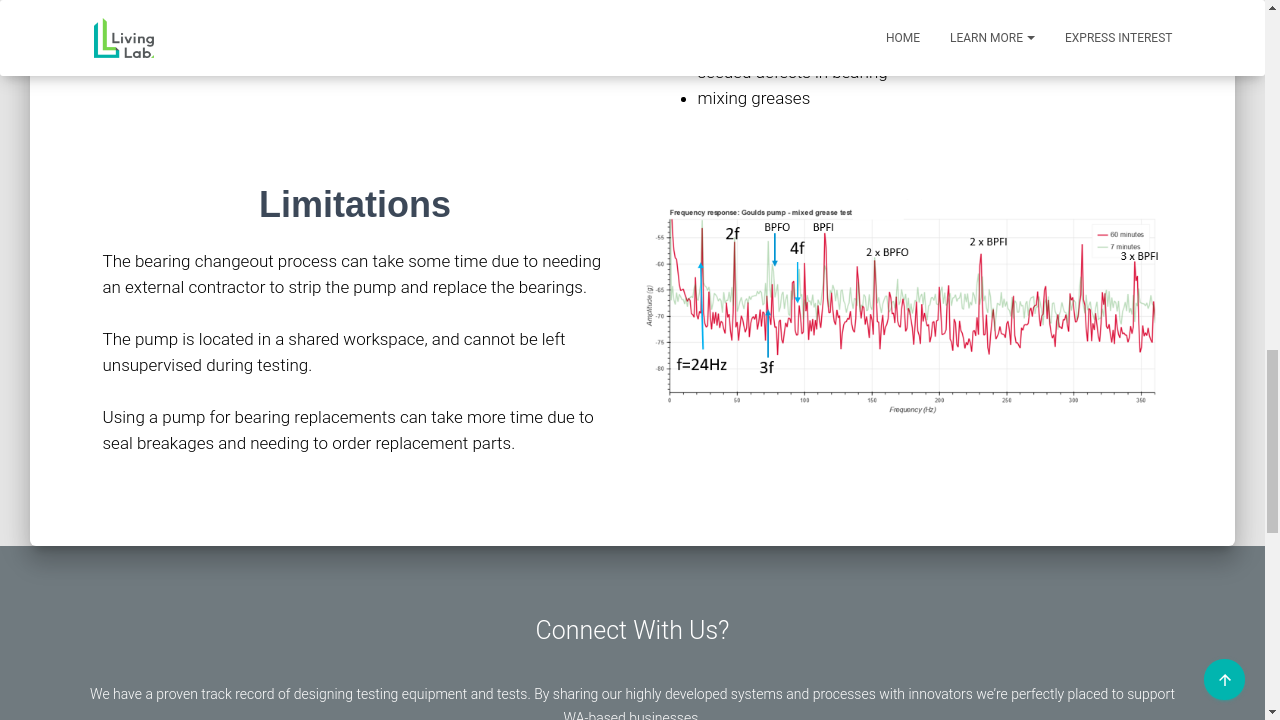 Living
Lab.
HOME
LEARN MORE
EXPRESS INTEREST
seeded defects in bearing
mixing greases
Limitations
The bearing changeout process can take some time due to needing
an external contractor to strip the pump and replace the bearings.
The pump is located in a shared workspace, and cannot be left
unsupervised during testing.
Using a pump for bearing replacements can take more time due to
seal breakages and needing to order replacement parts.
Frequency response: Goulds pump - mixed grease test
2f
BPFO
BPFI
4f
2 x BPFO
2 x BPFI
60 minutes
7 minutes
3 x BPFI
Amplitude (g)
-55
-60
-65
-70
-75
-80
f=24Hz
3f
0 50 100 150 200 250 300 350
Frequency (Hz)
Connect With Us?
We have a proven track record of designing testing equipment and tests. By sharing our highly developed systems and processes with innovators we're perfectly placed to support
WA-based businesses.